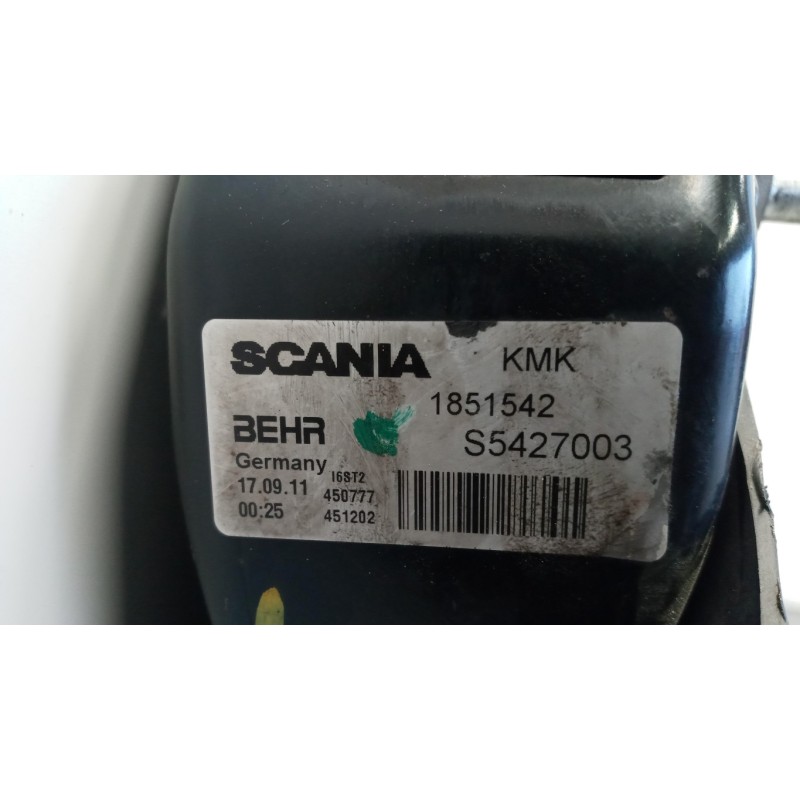 SCANIA KMK
1851542
BEHR S5427003
Germany
I6ST2
17.09.11 450777
00:25 451202